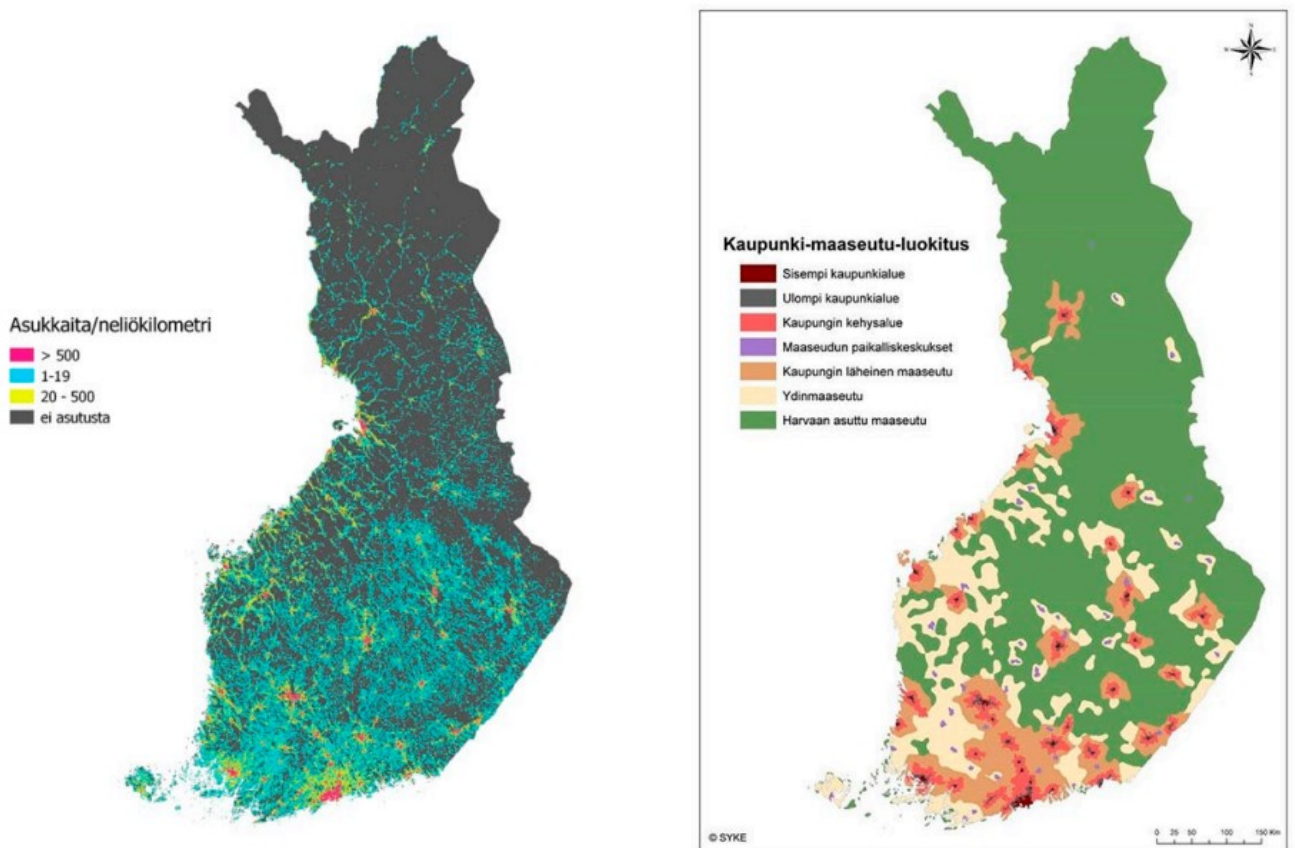 Asukkaita/neliökilometri
> 500
1-19
20 - 500
ei asutusta
Kaupunki-maaseutu-luokitus
Sisempi kaupunkialue
Ulompi kaupunkialue
Kaupungin kehysalue
Maaseudun paikalliskeskukset
Kaupungin läheinen maaseutu
Ydinmaaseutu
Harvaan asuttu maaseutu
© SYKE
0 25 50 100 150 Km